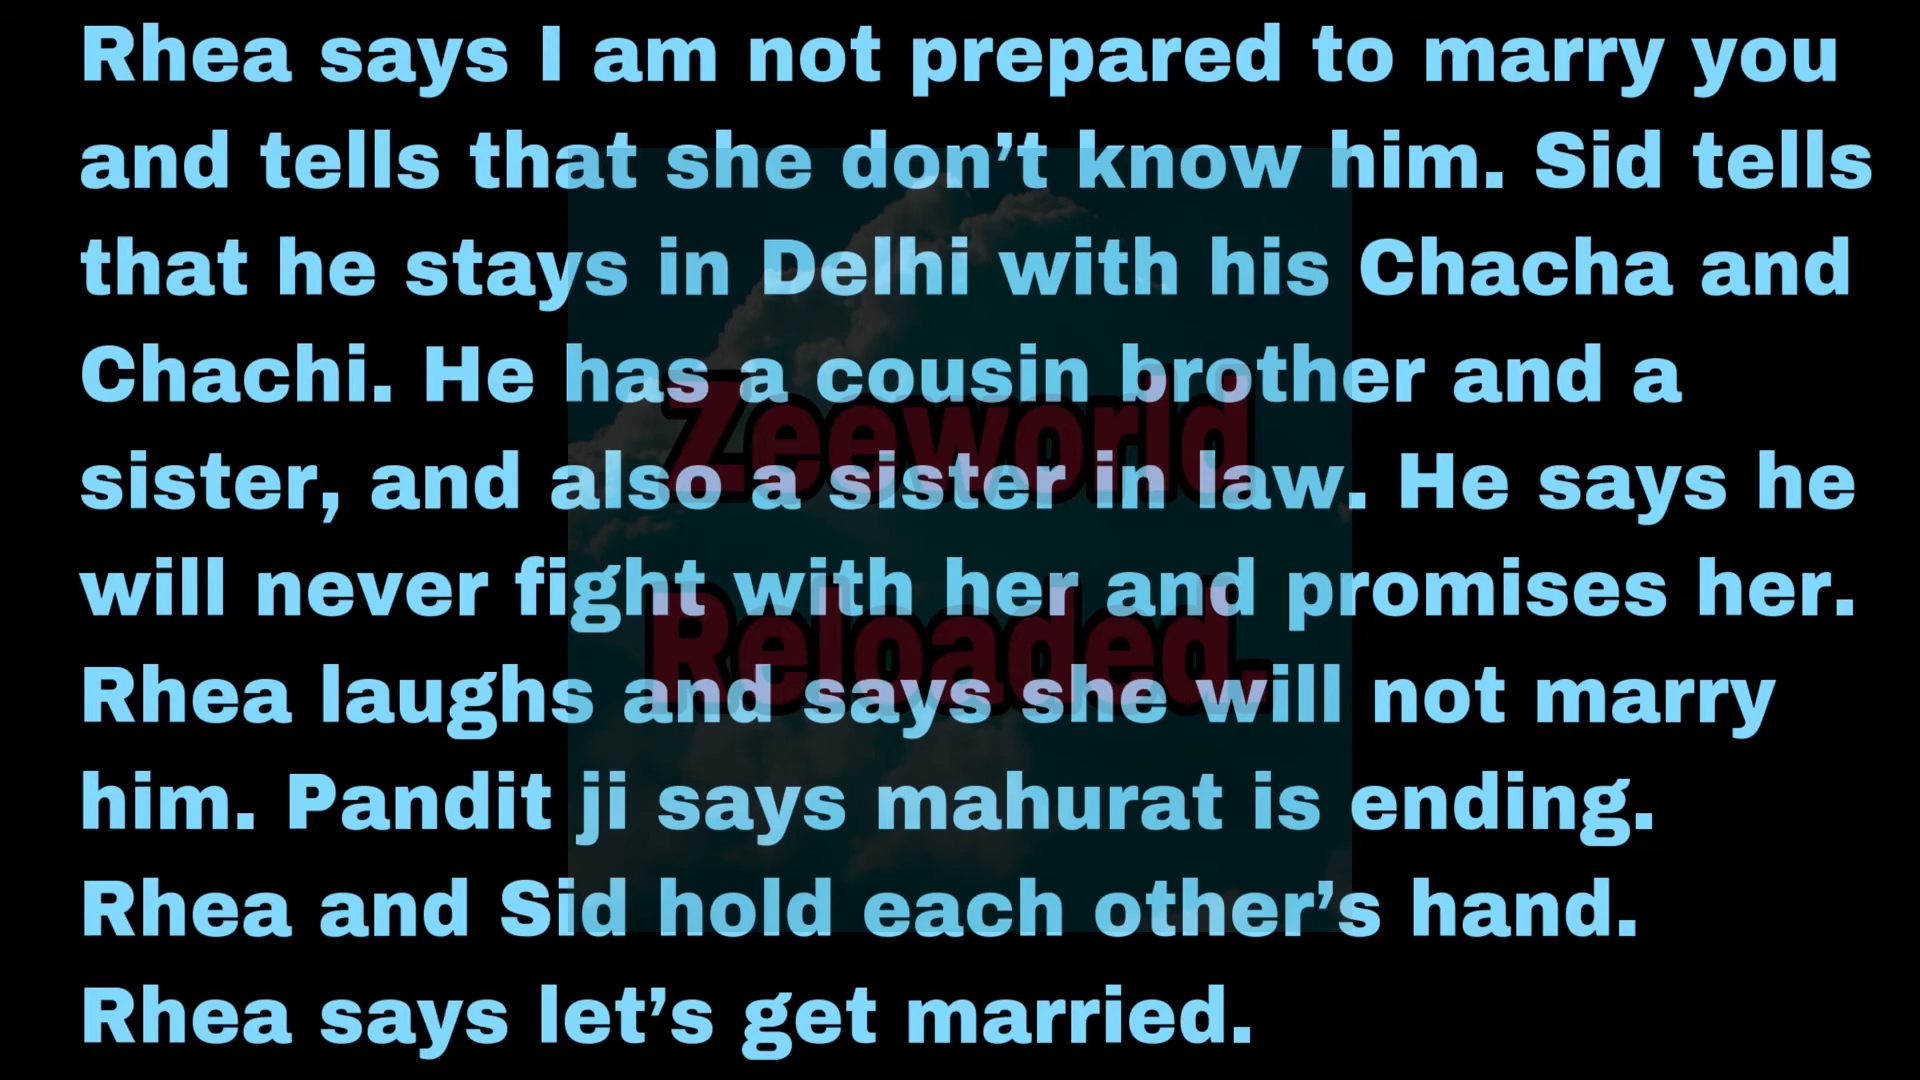 Rhea says I am not prepared to marry you
and tells that she don’t know him. Sid tells
that he stays in Delhi with his Chacha and
Chachi. He has a cousin brother and a
sister, and also a sister in law. He says he
will never fight with her and promises her.
Rhea laughs and says she will not marry
him. Pandit ji says mahurat is ending.
Rhea and Sid hold each other’s hand.
Rhea says let’s get married.
Zeeworld
Reloaded.